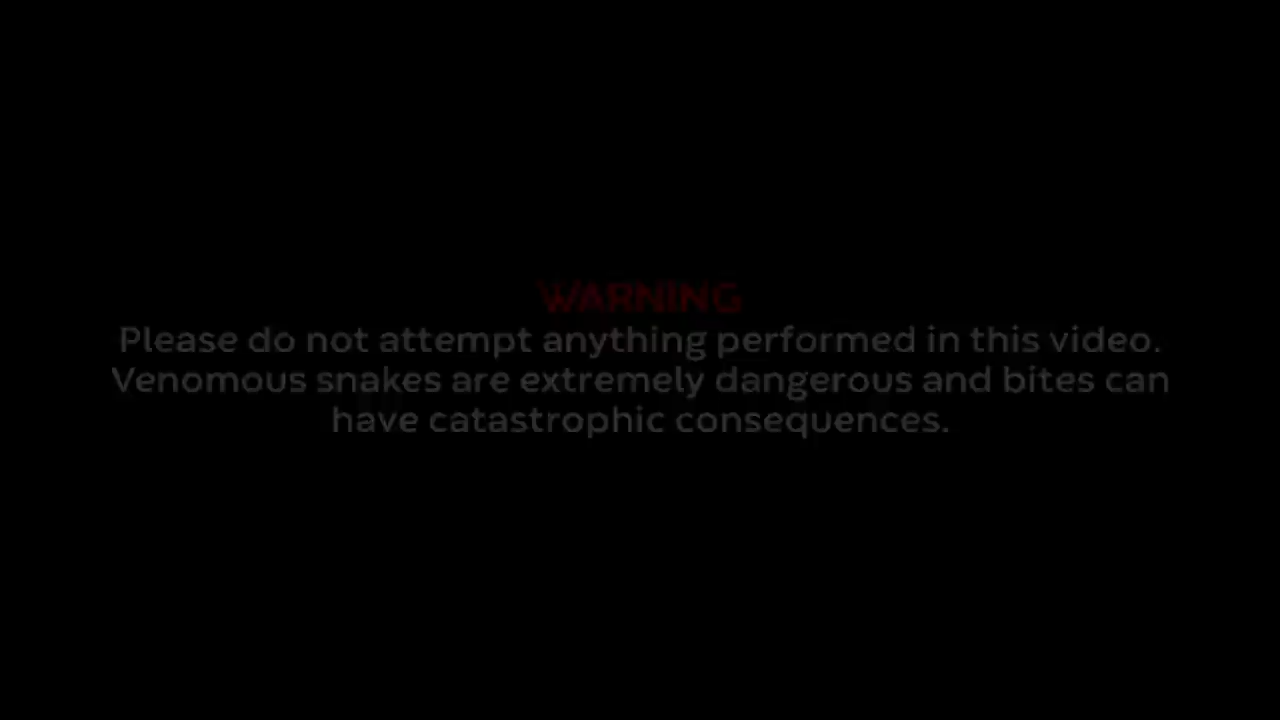 WARNING
Please do not attempt anything performed in this video.
Venomous snakes are extremely dangerous and bites can
have catastrophic consequences.